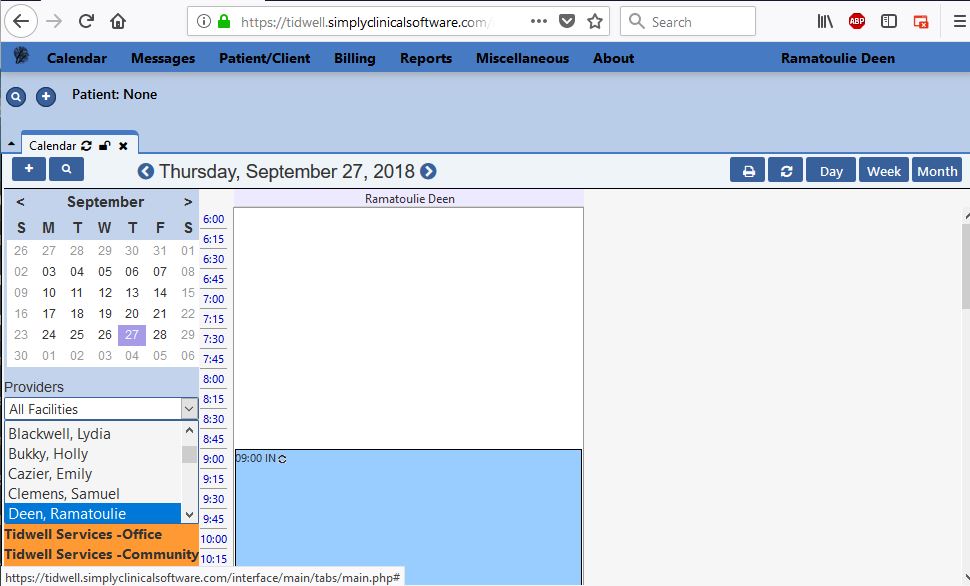 https://tidwell.simplyclinicalsoftware.com/
Search
ABP
Calendar Messages Patient/Client Billing Reports Miscellaneous About Ramatoulie Deen
Patient: None
Calendar
Thursday, September 27, 2018
Day Week Month
< September >
S M T W T F S
26 27 28 29 30 31 01
02 03 04 05 06 07 08
09 10 11 12 13 14 15
16 17 18 19 20 21 22
23 24 25 26 27 28 29
30 01 02 03 04 05 06
Providers
All Facilities
Blackwell, Lydia
Bukky, Holly
Cazier, Emily
Clemens, Samuel
Deen, Ramatoulie
Tidwell Services -Office
Tidwell Services -Community
Ramatoulie Deen
6:00
6:15
6:30
6:45
7:00
7:15
7:30
7:45
8:00
8:15
8:30
8:45
9:00
09:00 IN
9:15
9:30
9:45
10:00
10:15
https://tidwell.simplyclinicalsoftware.com/interface/main/tabs/main.php#